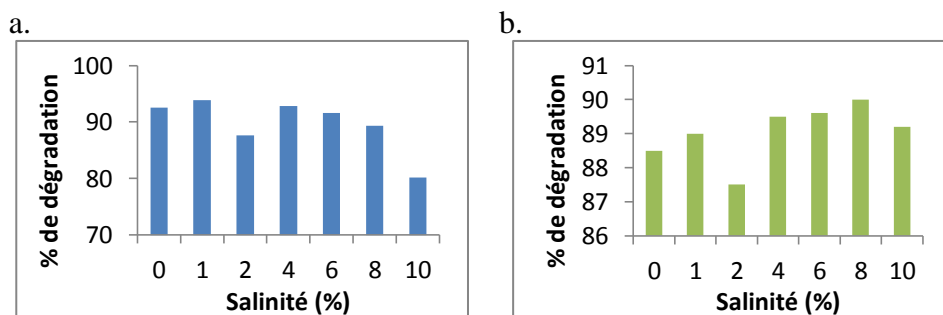 a.
% de dégradation
100
90
80
70
0 1 2 4 6 8 10
Salinité (%)
b.
% de dégradation
91
90
89
88
87
86
0 1 2 4 6 8 10
Salinité (%)